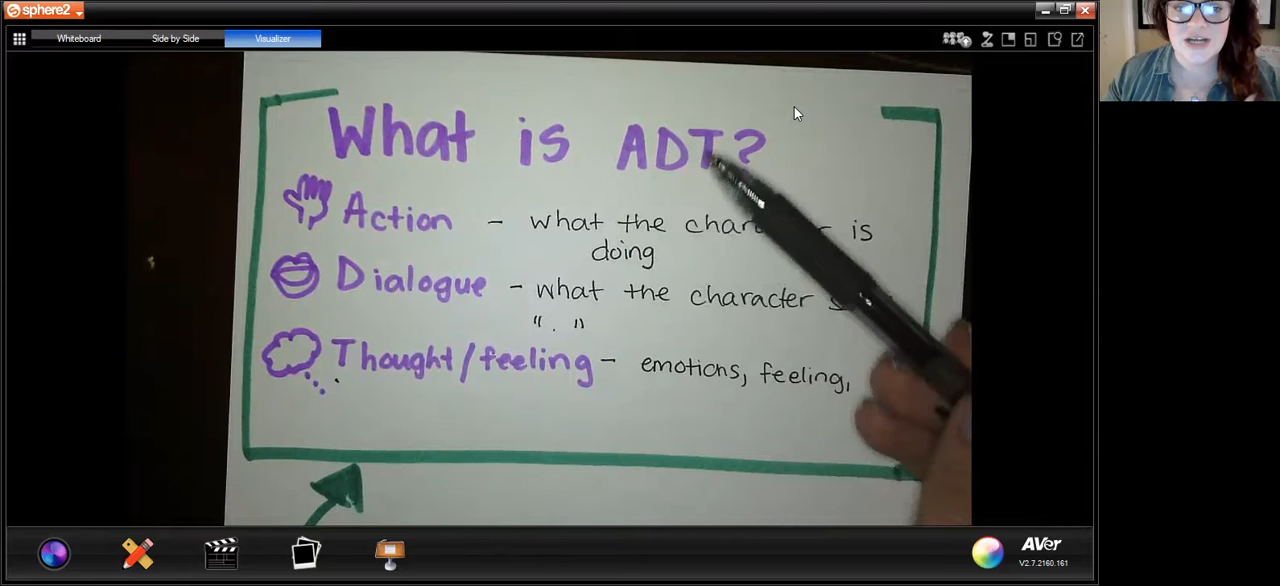 sphere2
Whiteboard Side by Side Visualizer
What is ADT?
Action - what the is
doing
Dialogue - what the character
" . "
Thought/feeling - emotions, feeling,
AVer
V2.7.2160.161